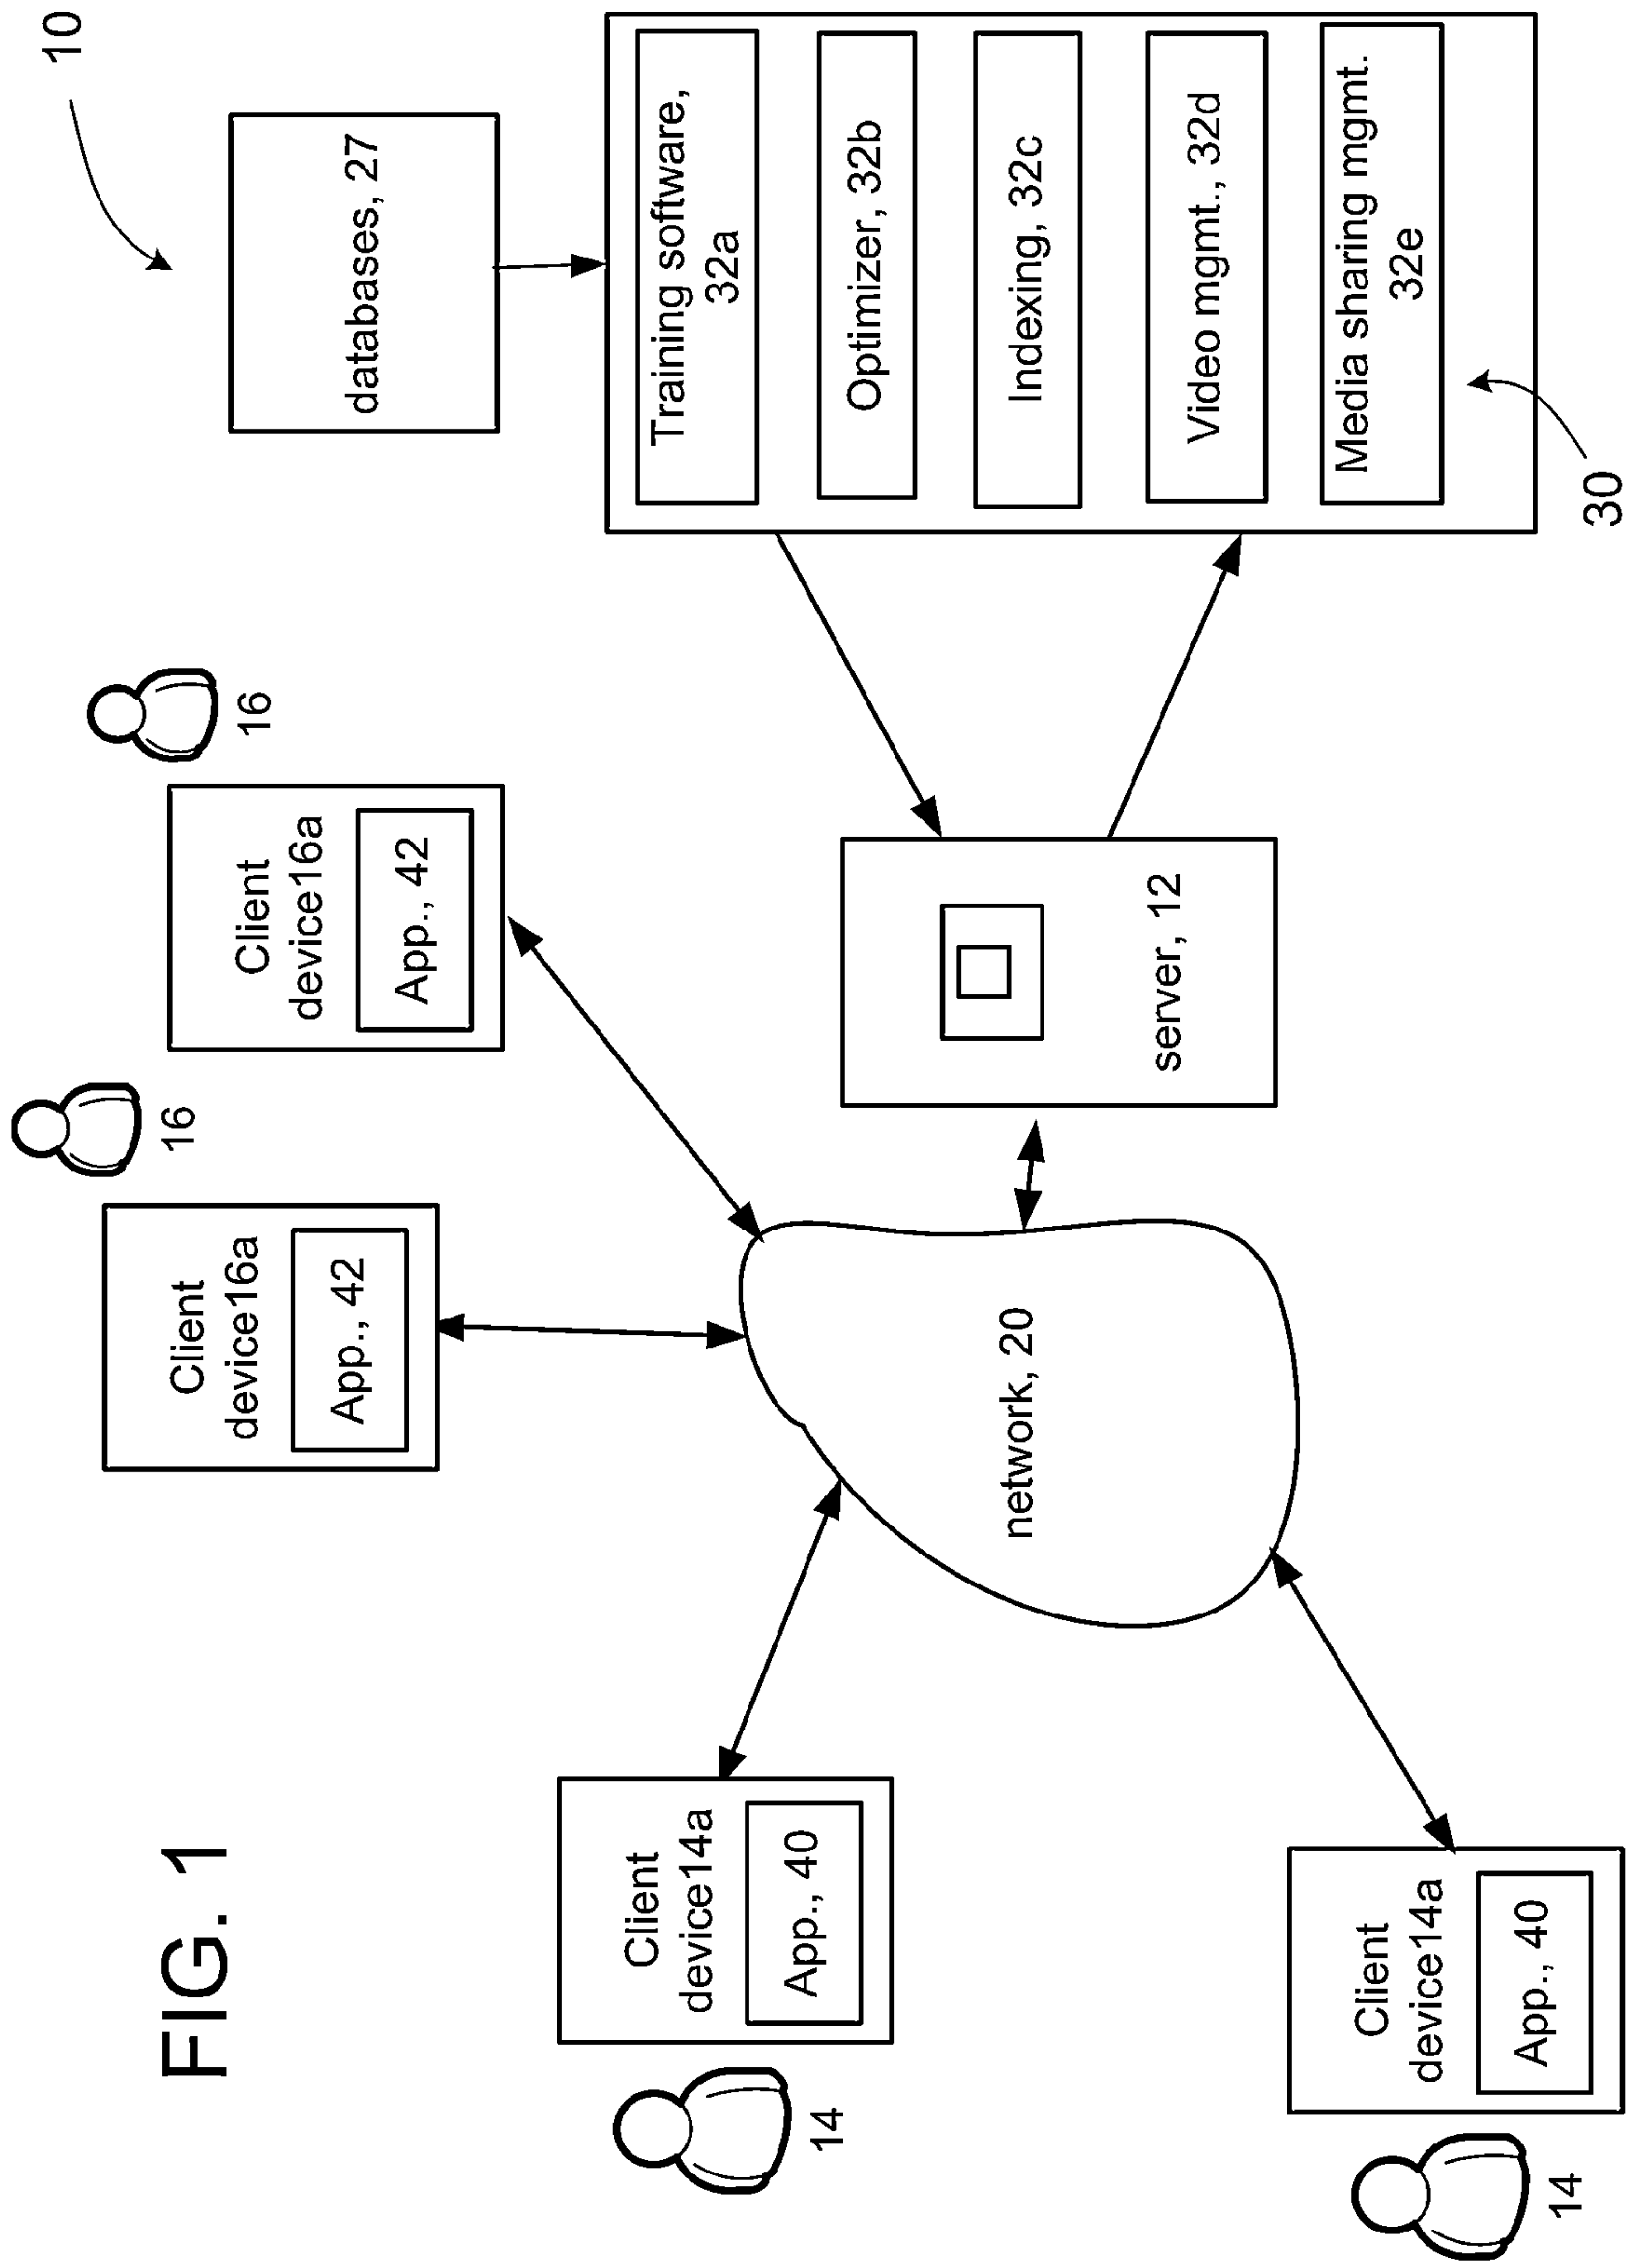 FIG. 1
10
16
16
Client
device16a
App., 42
Client
device16a
App., 42
databases, 27
Client
device14a
App., 40
14
network, 20
server, 12
Training software,
32a
Optimizer, 32b
Indexing, 32c
Video mgmt., 32d
Media sharing mgmt.
32e
30
Client
device14a
App., 40
14